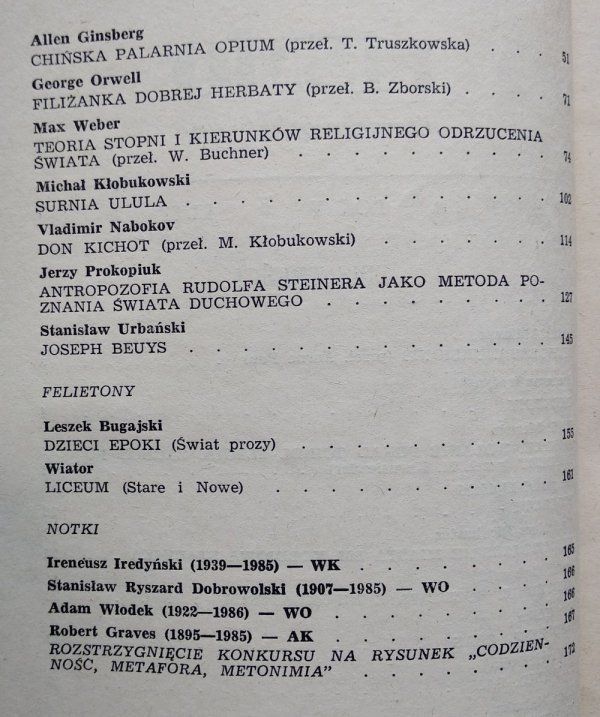 Allen Ginsberg
CHIŃSKA PALARNIA OPIUM (przeł. T. Truszkowska) . . . 51
George Orwell
FILIŻANKA DOBREJ HERBATY (przeł. B. Zborski) . . . . 71
Max Weber
TEORIA STOPNI I KIERUNKÓW RELIGIJNEGO ODRZUCENIA
ŚWIATA (przeł. W. Buchner) . . . . . . . . . . 74
Michał Kłobukowski
SURNIA ULULA . . . . . . . . . . . . . 102
Vladimir Nabokov
DON KICHOT (przeł. M. Kłobukowski) . . . . . . 114
Jerzy Prokopiuk
ANTROPOZOFIA RUDOLFA STEINERA JAKO METODA PO-
ZNANIA ŚWIATA DUCHOWEGO . . . . . . . . 127
Stanisław Urbański
JOSEPH BEUYS . . . . . . . . . . . . . 145
FELIETONY
Leszek Bugajski
DZIECI EPOKI (Świat prozy) . . . . . . . . . 155
Wiator
LICEUM (Stare i Nowe) . . . . . . . . . . 161
NOTKI
Ireneusz Iredyński (1939—1985) — WK . . . . . . . 165
Stanisław Ryszard Dobrowolski (1907—1985) — WO . . . 166
Adam Włodek (1922—1986) — WO . . . . . . . . 166
Robert Graves (1895—1985) — AK . . . . . . . . 167
ROZSTRZYGNIĘCIE KONKURSU NA RYSUNEK „CODZIEN- 172
NOŚĆ, METAFORA, METONIMIA” . . . . . . .